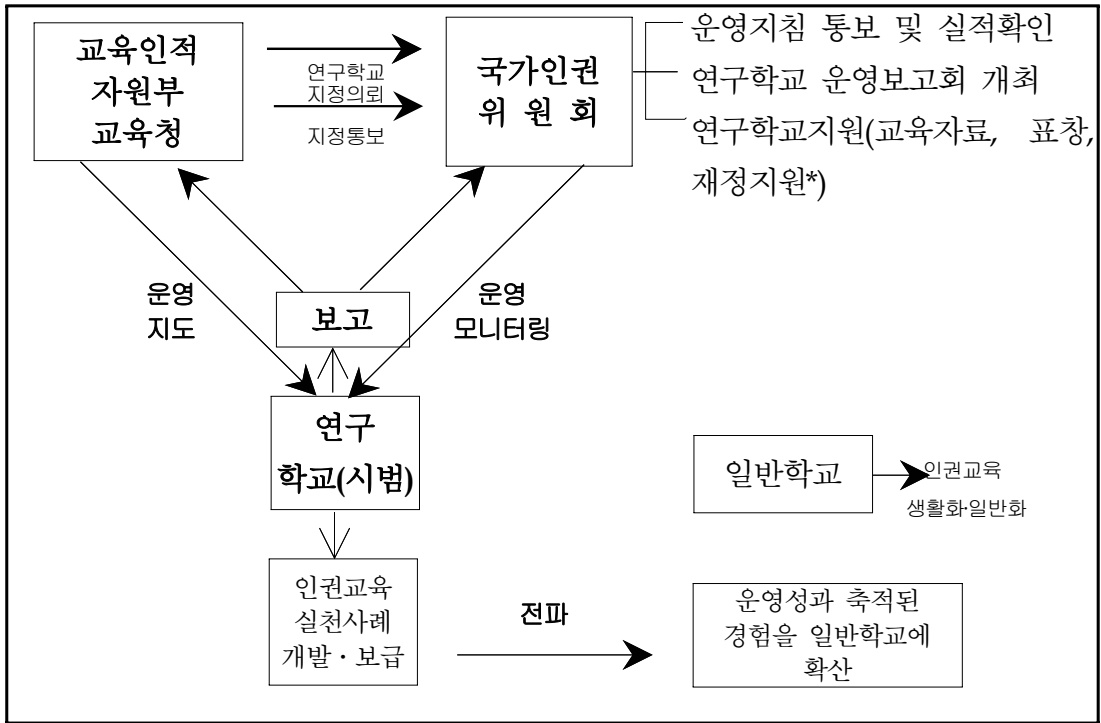 교육인적
자원부
교육청
연구학교
지정의뢰
지정통보
국가인권
위 원 회
운영지침 통보 및 실적확인
연구학교 운영보고회 개최
연구학교지원(교육자료, 표창,
재정지원*)
운영
지도
보고
운영
모니터링
연구
학교(시범)
일반학교
인권교육
생활화·일반화
인권교육
실천사례
개발·보급
전파
운영성과 축적된
경험을 일반학교에
확산